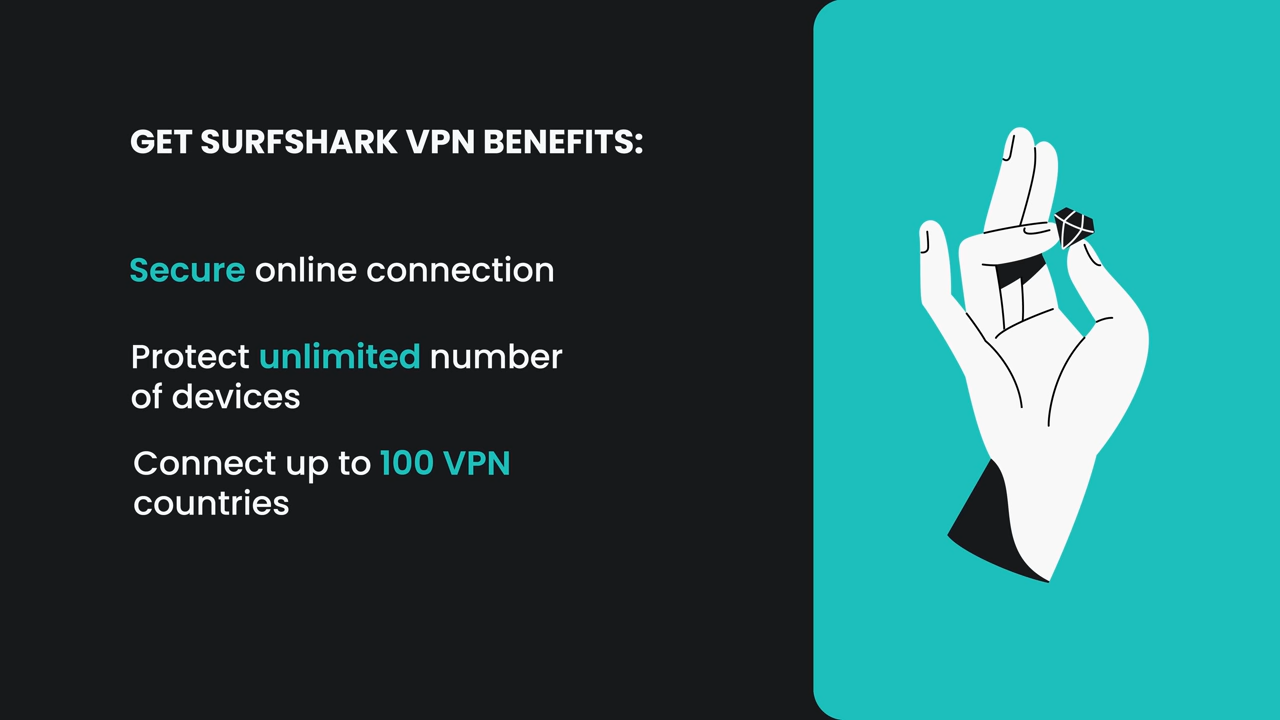 GET SURFSHARK VPN BENEFITS:
Secure online connection
Protect unlimited number
of devices
Connect up to 100 VPN
countries